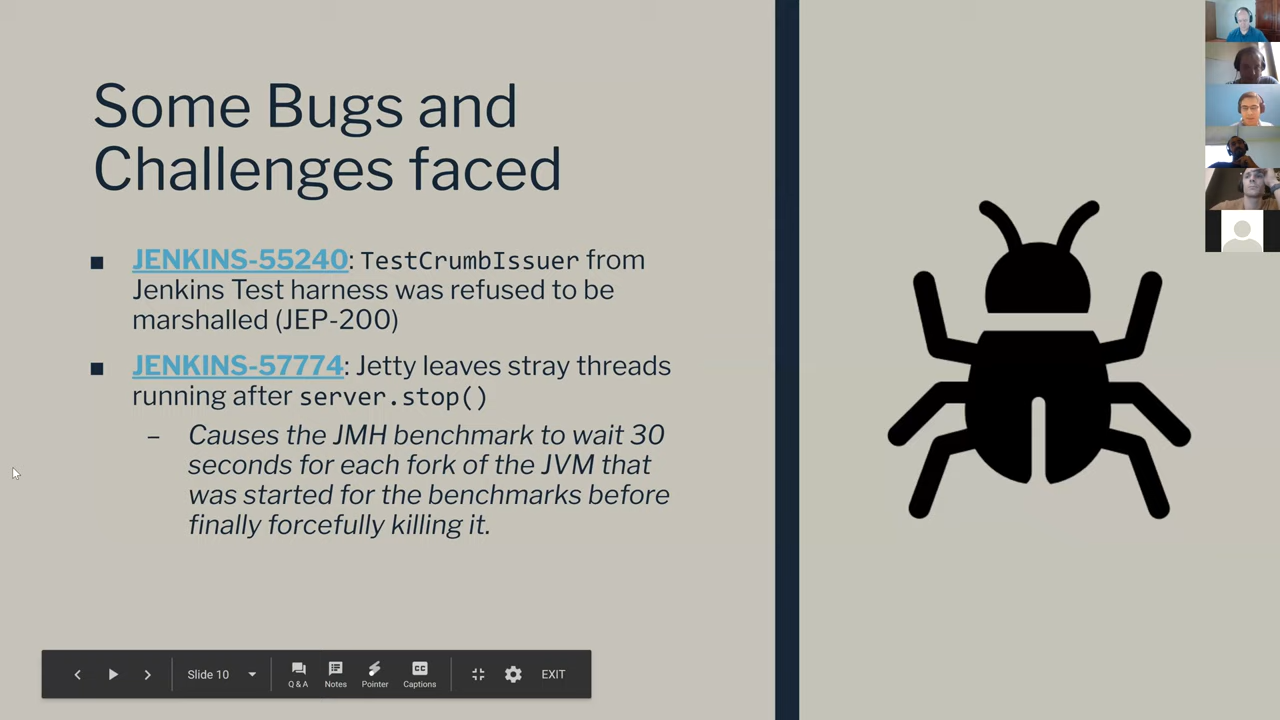 Some Bugs and
Challenges faced
■ JENKINS-55240: TestCrumbIssuer from
Jenkins Test harness was refused to be
marshalled (JEP-200)
■ JENKINS-57774: Jetty leaves stray threads
running after server.stop()
– Causes the JMH benchmark to wait 30
seconds for each fork of the JVM that
was started for the benchmarks before
finally forcefully killing it.
Slide 10
Q & A
Notes
Pointer
CC
Captions
EXIT